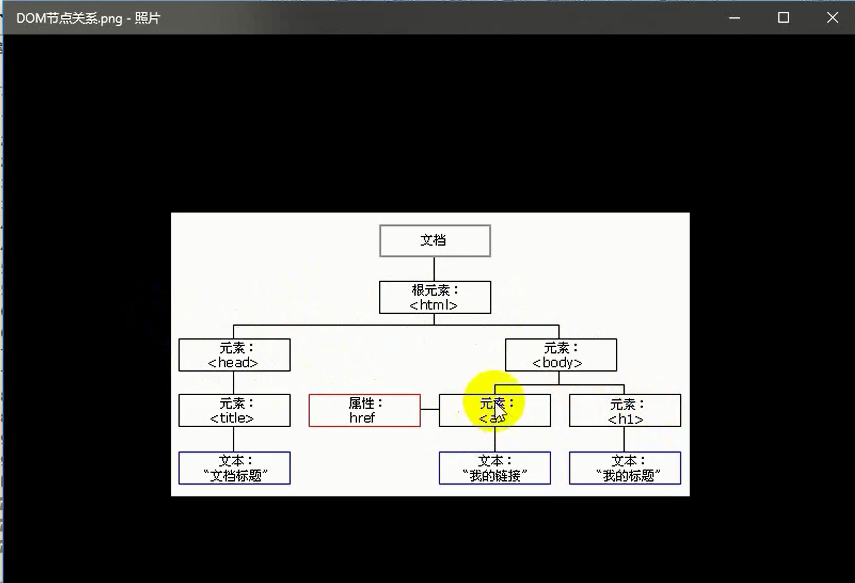 DOM节点关系.png - 照片
文档
根元素：
<html>
元素：
<head>
元素：
<body>
元素：
<title>
属性：
href
元素：
<a>
元素：
<h1>
文本：
“文档标题”
文本：
“我的链接”
文本：
“我的标题”